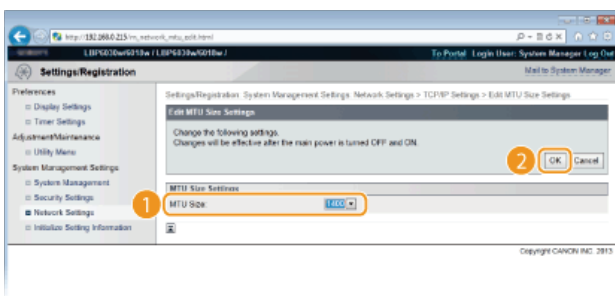 http://192.168.0.215/m_network_mtu_edit.html
LBP6030w/6018w / LBP6030w/6018w /
To Portal Login User: System Manager Log Out
Settings/Registration
Mail to System Manager
Preferences
Display Settings
Timer Settings
Adjustment/Maintenance
Utility Menu
System Management Settings
System Management
Security Settings
Network Settings
Initialize Setting Information
Settings/Registration: System Management Settings: Network Settings > TCP/IP Settings > Edit MTU Size Settings
Edit MTU Size Settings
Change the following settings.
Changes will be effective after the main power is turned OFF and ON.
2
OK Cancel
MTU Size Settings
1
MTU Size: 1400
Copyright CANON INC. 2013